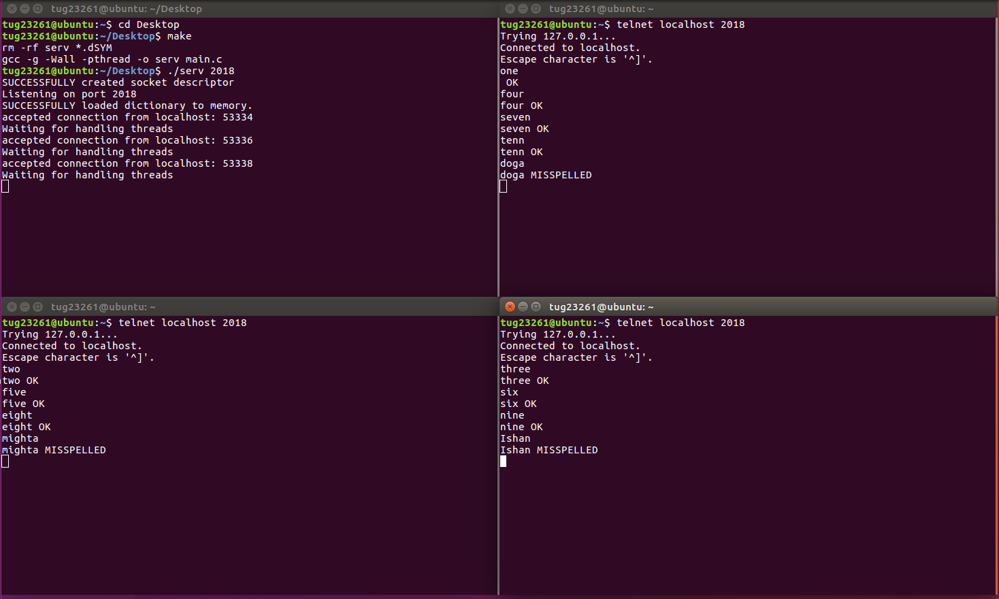 tug23261@ubuntu: ~/Desktop
tug23261@ubuntu:~$ cd Desktop
tug23261@ubuntu:~/Desktop$ make
rm -rf serv *.dSYM
gcc -g -Wall -pthread -o serv main.c
tug23261@ubuntu:~/Desktop$ ./serv 2018
SUCCESSFULLY created socket descriptor
Listening on port 2018
SUCCESSFULLY loaded dictionary to memory.
accepted connection from localhost: 53334
Waiting for handling threads
accepted connection from localhost: 53336
Waiting for handling threads
accepted connection from localhost: 53338
Waiting for handling threads
tug23261@ubuntu: ~
tug23261@ubuntu:~$ telnet localhost 2018
Trying 127.0.0.1...
Connected to localhost.
Escape character is '^]'.
one
 OK
four
four OK
seven
seven OK
tenn
tenn OK
doga
doga MISSPELLED
tug23261@ubuntu: ~
tug23261@ubuntu:~$ telnet localhost 2018
Trying 127.0.0.1...
Connected to localhost.
Escape character is '^]'.
two
two OK
five
five OK
eight
eight OK
mighta
mighta MISSPELLED
tug23261@ubuntu: ~
tug23261@ubuntu:~$ telnet localhost 2018
Trying 127.0.0.1...
Connected to localhost.
Escape character is '^]'.
three
three OK
six
six OK
nine
nine OK
Ishan
Ishan MISSPELLED